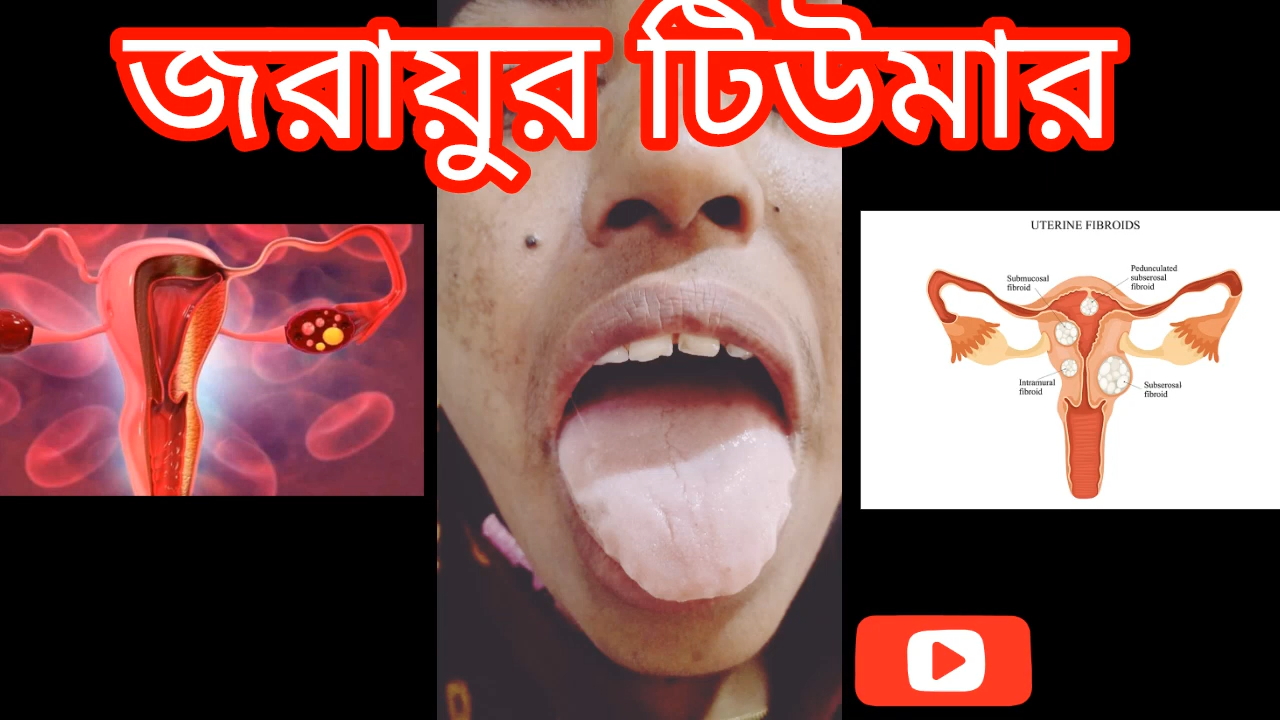 জরায়ুর টিউমার
UTERINE FIBROIDS
Submucosal
fibroid
Pedunculated
subserosal
fibroid
Intramural
fibroid
Subserosal
fibroid